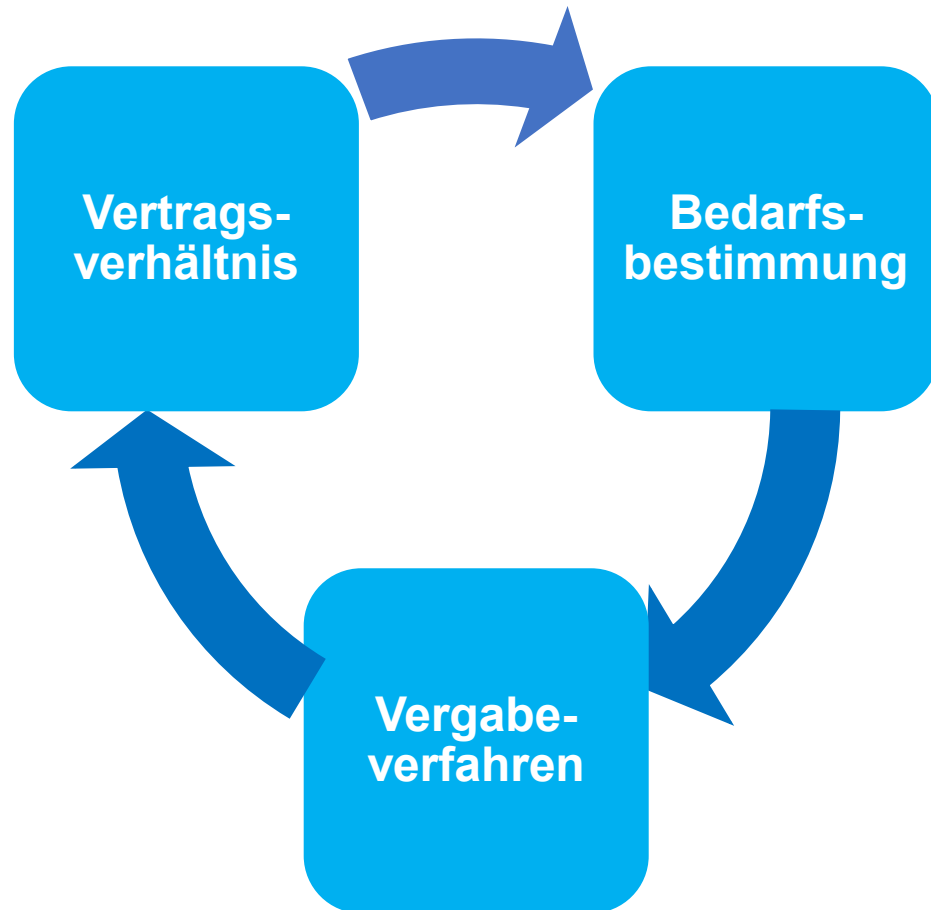 Vertrags-
verhältnis
Bedarfs-
bestimmung
Vergabe-
verfahren